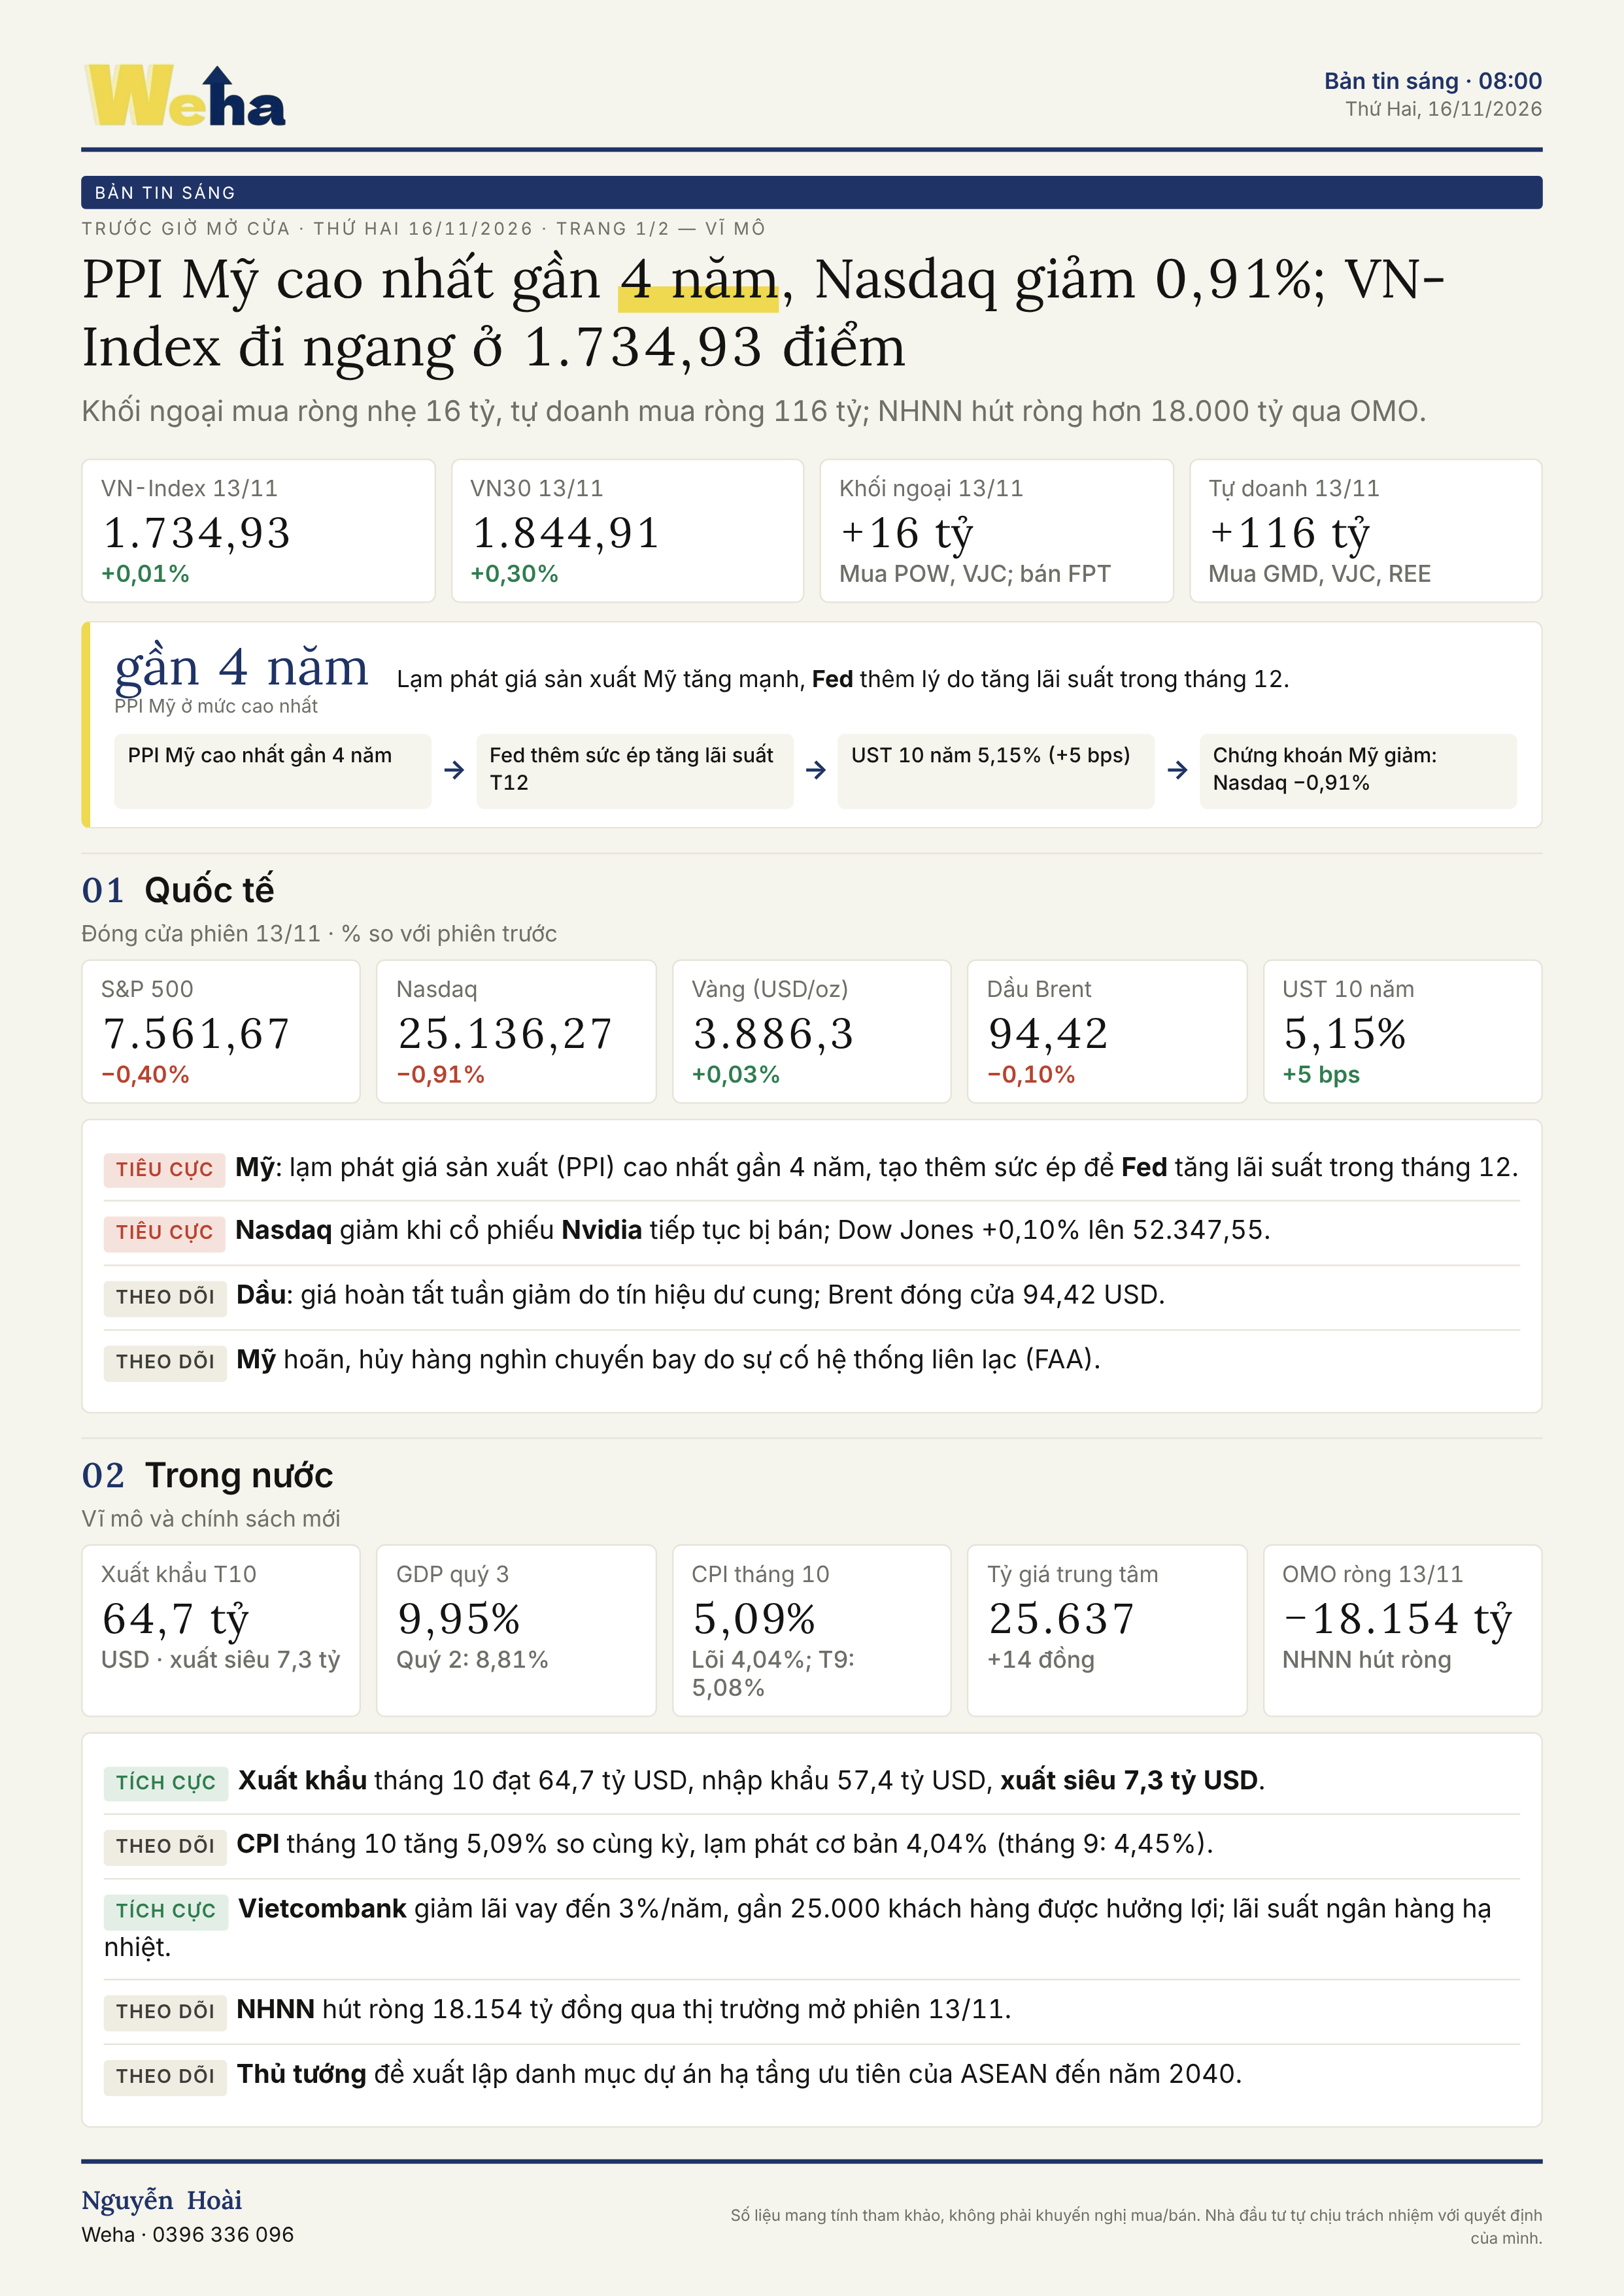 Weha
Bản tin sáng · 08:00
Thứ Hai, 16/11/2026
BẢN TIN SÁNG
TRƯỚC GIỜ MỞ CỬA · THỨ HAI 16/11/2026 · TRANG 1/2 — VĨ MÔ
PPI Mỹ cao nhất gần 4 năm, Nasdaq giảm 0,91%; VN-
Index đi ngang ở 1.734,93 điểm
Khối ngoại mua ròng nhẹ 16 tỷ, tự doanh mua ròng 116 tỷ; NHNN hút ròng hơn 18.000 tỷ qua OMO.
VN-Index 13/11
1.734,93
+0,01%
VN30 13/11
1.844,91
+0,30%
Khối ngoại 13/11
+16 tỷ
Mua POW, VJC; bán FPT
Tự doanh 13/11
+116 tỷ
Mua GMD, VJC, REE
gần 4 năm
PPI Mỹ ở mức cao nhất
Lạm phát giá sản xuất Mỹ tăng mạnh, Fed thêm lý do tăng lãi suất trong tháng 12.
PPI Mỹ cao nhất gần 4 năm
→
Fed thêm sức ép tăng lãi suất
T12
→
UST 10 năm 5,15% (+5 bps)
→
Chứng khoán Mỹ giảm:
Nasdaq −0,91%
01 Quốc tế
Đóng cửa phiên 13/11 · % so với phiên trước
S&P 500
7.561,67
−0,40%
Nasdaq
25.136,27
−0,91%
Vàng (USD/oz)
3.886,3
+0,03%
Dầu Brent
94,42
−0,10%
UST 10 năm
5,15%
+5 bps
TIÊU CỰC Mỹ: lạm phát giá sản xuất (PPI) cao nhất gần 4 năm, tạo thêm sức ép để Fed tăng lãi suất trong tháng 12.
TIÊU CỰC Nasdaq giảm khi cổ phiếu Nvidia tiếp tục bị bán; Dow Jones +0,10% lên 52.347,55.
THEO DÕI Dầu: giá hoàn tất tuần giảm do tín hiệu dư cung; Brent đóng cửa 94,42 USD.
THEO DÕI Mỹ hoãn, hủy hàng nghìn chuyến bay do sự cố hệ thống liên lạc (FAA).
02 Trong nước
Vĩ mô và chính sách mới
Xuất khẩu T10
64,7 tỷ
USD · xuất siêu 7,3 tỷ
GDP quý 3
9,95%
Quý 2: 8,81%
CPI tháng 10
5,09%
Lõi 4,04%; T9:
5,08%
Tỷ giá trung tâm
25.637
+14 đồng
OMO ròng 13/11
−18.154 tỷ
NHNN hút ròng
TÍCH CỰC Xuất khẩu tháng 10 đạt 64,7 tỷ USD, nhập khẩu 57,4 tỷ USD, xuất siêu 7,3 tỷ USD.
THEO DÕI CPI tháng 10 tăng 5,09% so cùng kỳ, lạm phát cơ bản 4,04% (tháng 9: 4,45%).
TÍCH CỰC Vietcombank giảm lãi vay đến 3%/năm, gần 25.000 khách hàng được hưởng lợi; lãi suất ngân hàng hạ
nhiệt.
THEO DÕI NHNN hút ròng 18.154 tỷ đồng qua thị trường mở phiên 13/11.
THEO DÕI Thủ tướng đề xuất lập danh mục dự án hạ tầng ưu tiên của ASEAN đến năm 2040.
Nguyễn Hoài
Weha · 0396 336 096
Số liệu mang tính tham khảo, không phải khuyến nghị mua/bán. Nhà đầu tư tự chịu trách nhiệm với quyết định
của mình.